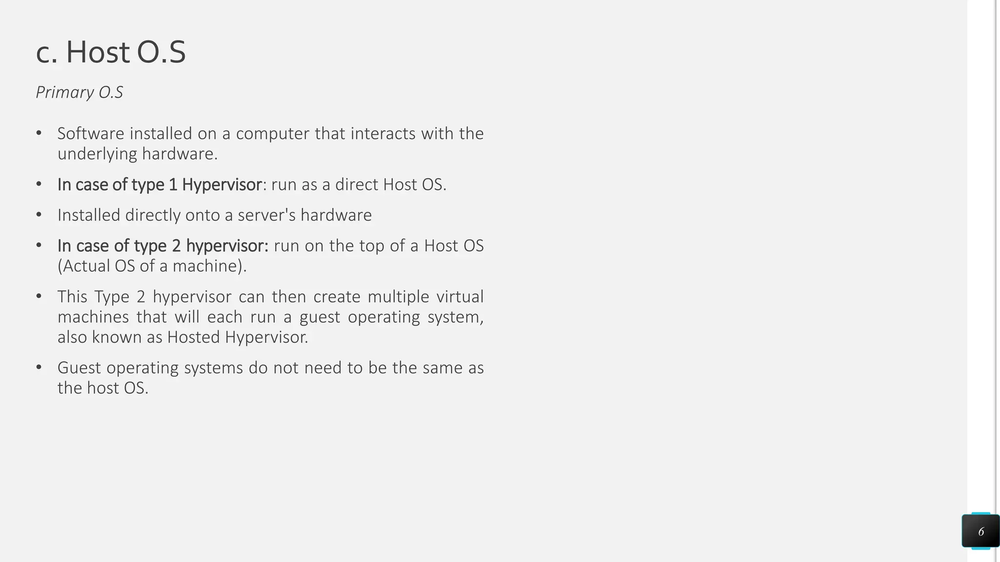 c. Host O.S
Primary O.S
• Software installed on a computer that interacts with the
underlying hardware.
• In case of type 1 Hypervisor: run as a direct Host OS.
• Installed directly onto a server's hardware
• In case of type 2 hypervisor: run on the top of a Host OS
(Actual OS of a machine).
• This Type 2 hypervisor can then create multiple virtual
machines that will each run a guest operating system,
also known as Hosted Hypervisor.
• Guest operating systems do not need to be the same as
the host OS.
6